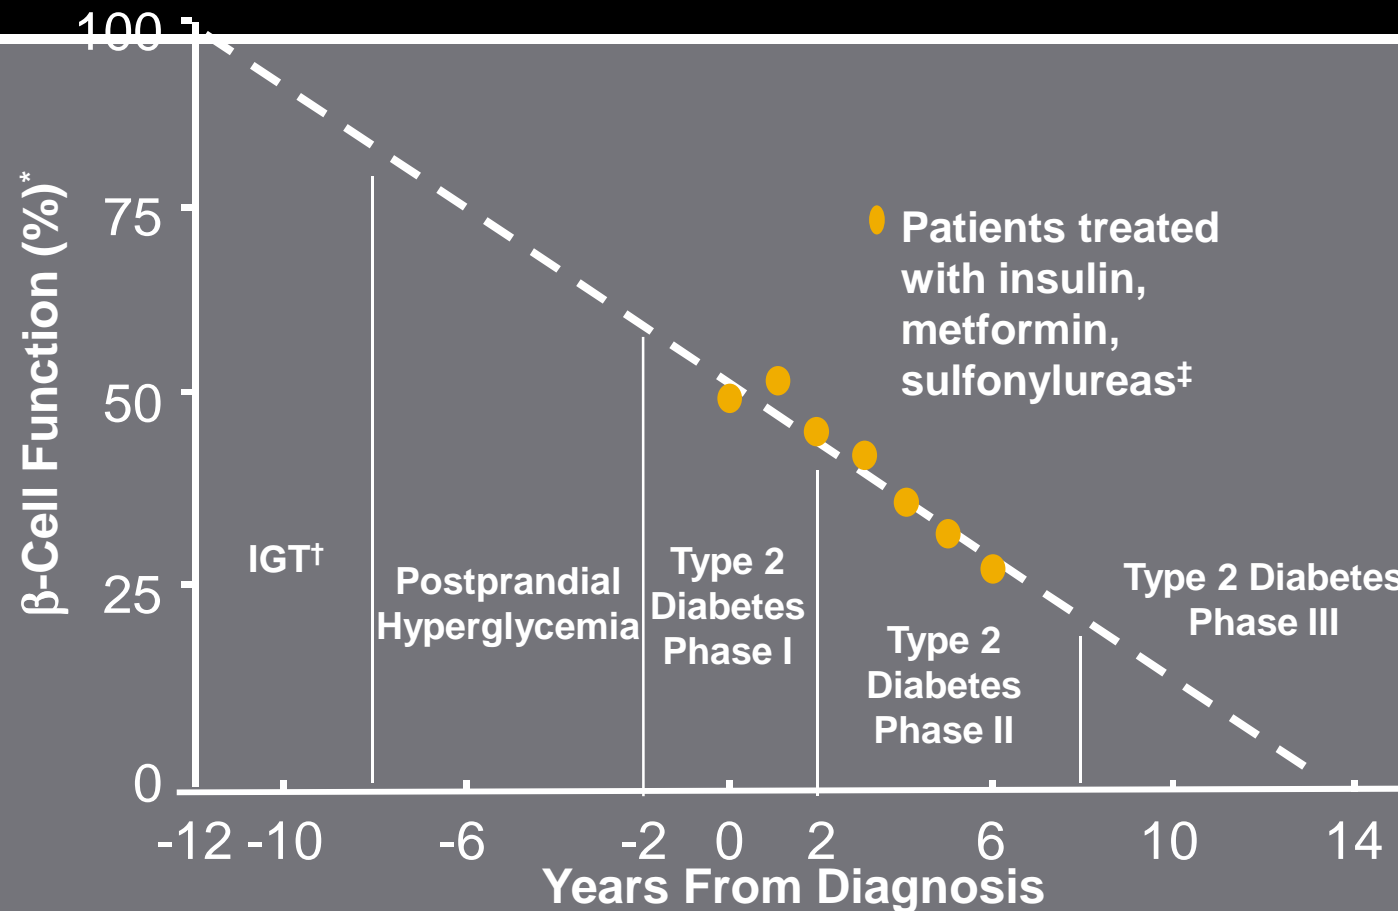 100
75
50
25
0
β-Cell Function (%)*
Patients treated
with insulin,
metformin,
sulfonylureas‡
IGT†
Postprandial
Hyperglycemia
Type 2
Diabetes
Phase I
Type 2
Diabetes
Phase II
Type 2 Diabetes
Phase III
-12 -10 -6 -2 0 2 6 10 14
Years From Diagnosis